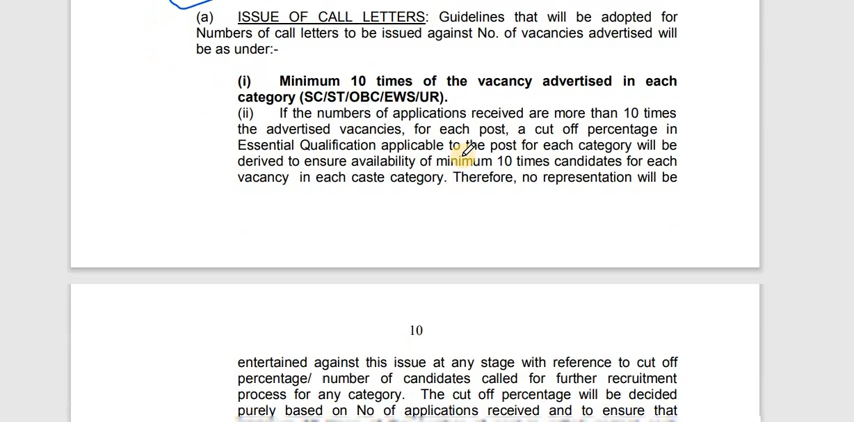 (a) ISSUE OF CALL LETTERS: Guidelines that will be adopted for
Numbers of call letters to be issued against No. of vacancies advertised will
be as under:-
(i) Minimum 10 times of the vacancy advertised in each
category (SC/ST/OBC/EWS/UR).
(ii) If the numbers of applications received are more than 10 times
the advertised vacancies, for each post, a cut off percentage in
Essential Qualification applicable to the post for each category will be
derived to ensure availability of minimum 10 times candidates for each
vacancy in each caste category. Therefore, no representation will be
10
entertained against this issue at any stage with reference to cut off
percentage/ number of candidates called for further recruitment
process for any category. The cut off percentage will be decided
purely based on No of applications received and to ensure that